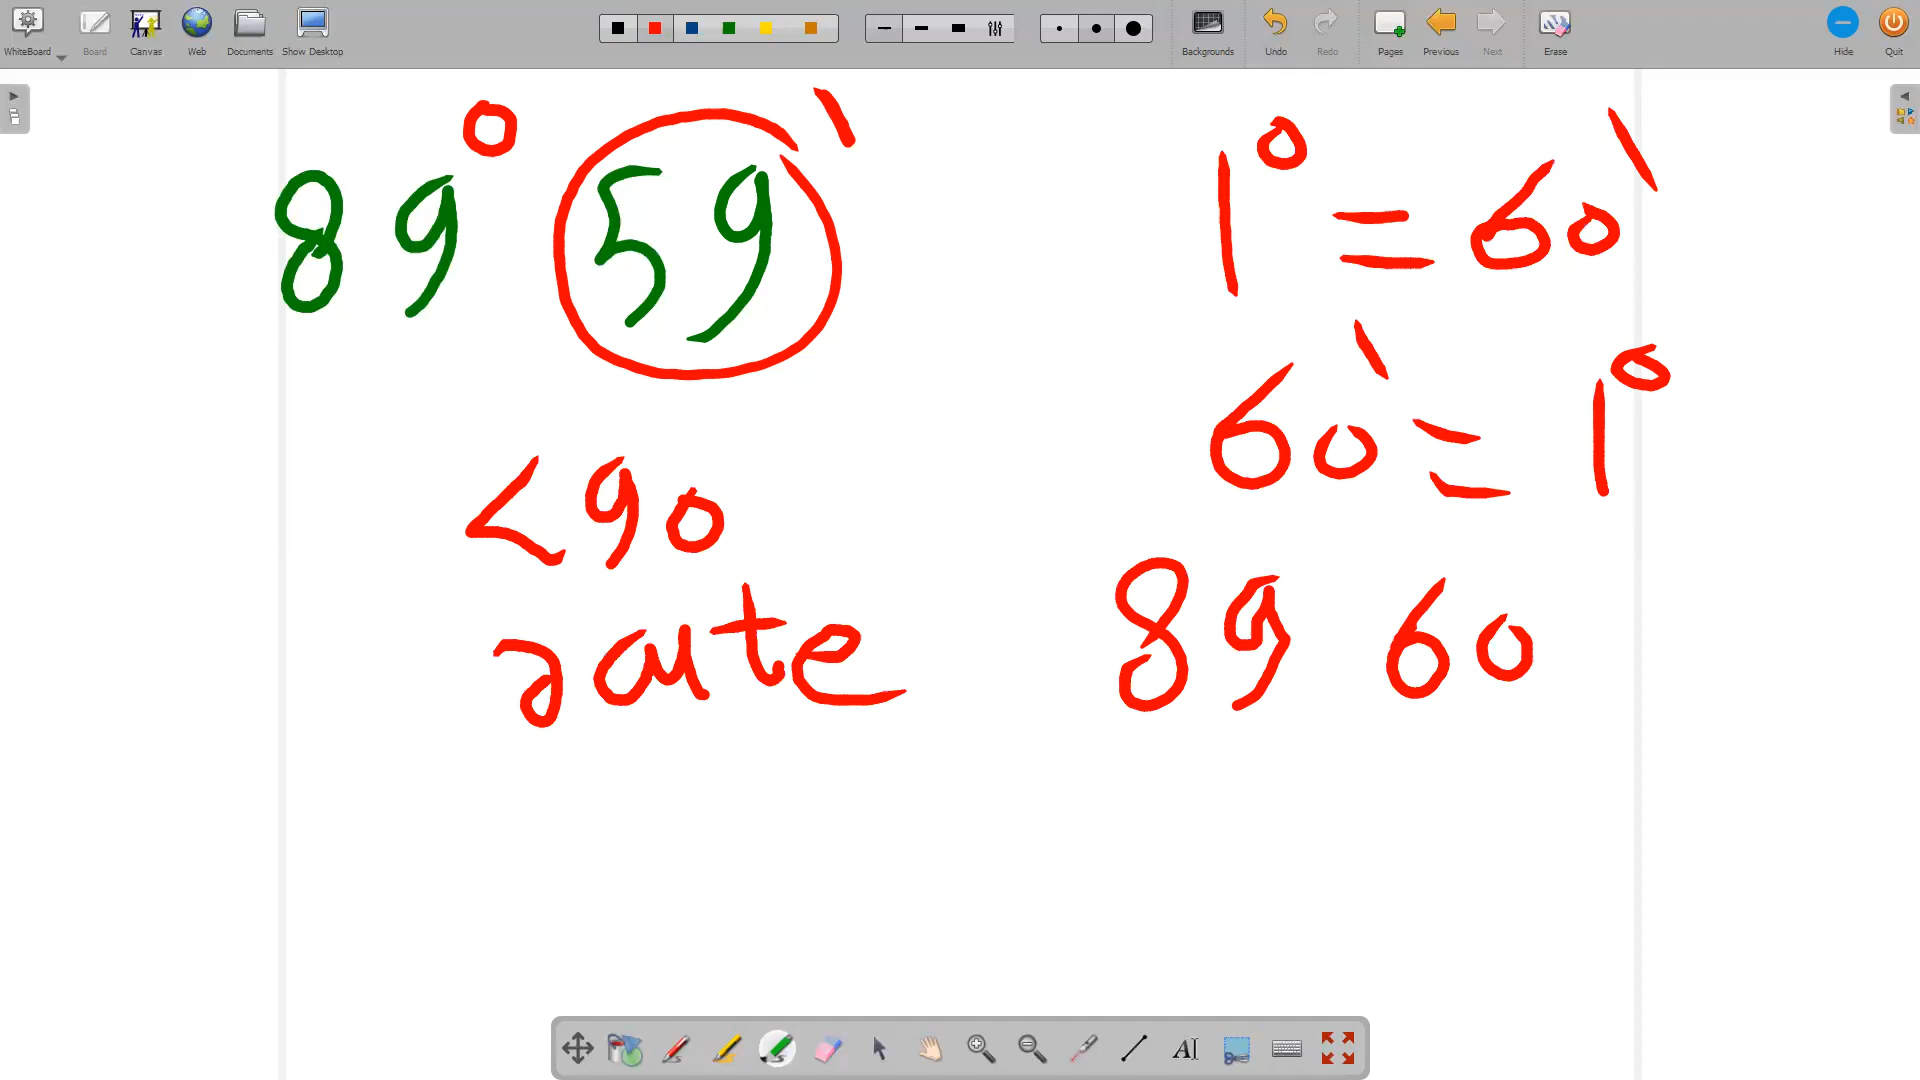 WhiteBoard Board Canvas Web Documents Show Desktop Backgrounds Undo Redo Pages Previous Next Erase Hide Quit
89° 59'
1° = 60'
60' = 1°
<90
89 60